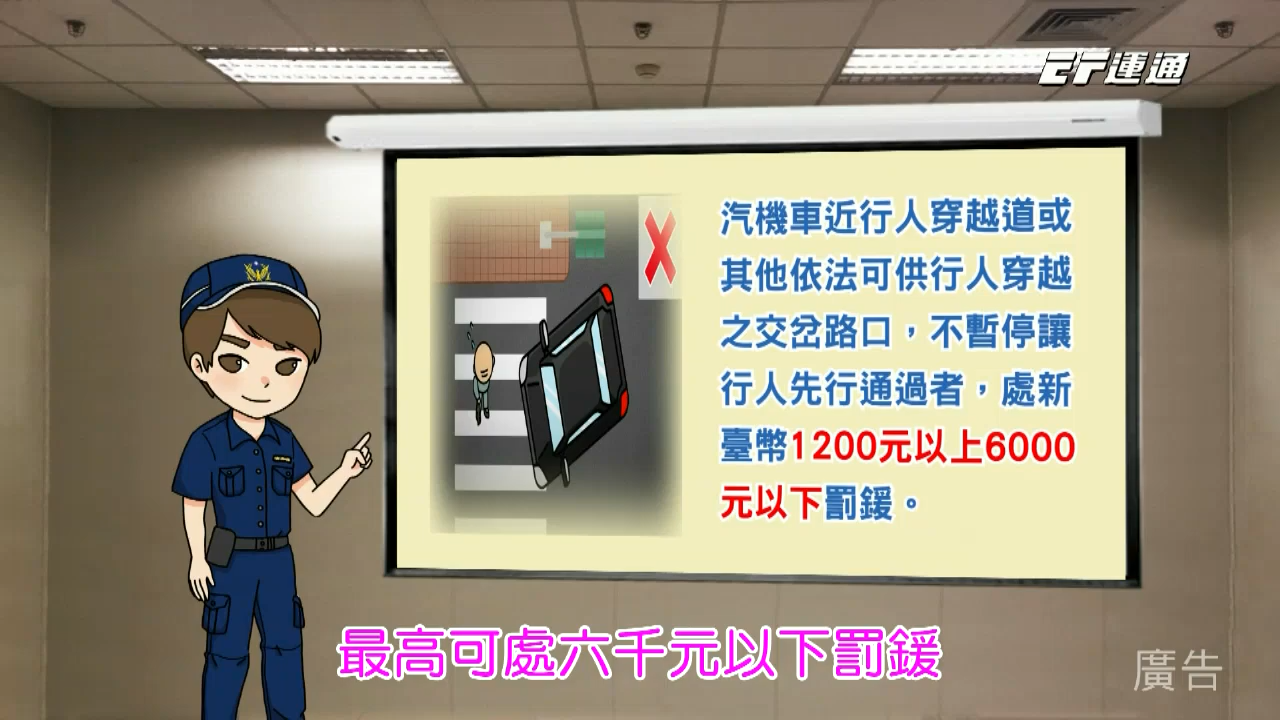 ET運通
汽機車近行人穿越道或
其他依法可供行人穿越
之交岔路口，不暫停讓
行人先行通過者，處新
臺幣1200元以上6000
元以下罰鍰。
最高可處六千元以下罰鍰
廣告